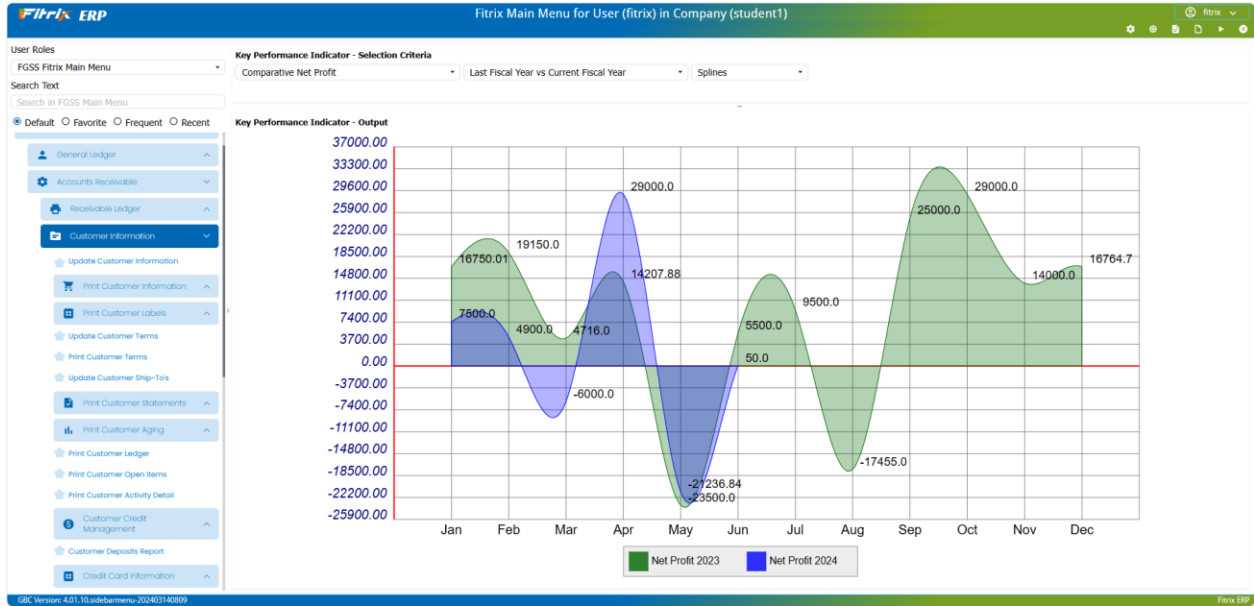 Fitrix ERP
Fitrix Main Menu for User (fitrix) in Company (student1)
fitrix
User Roles
FGSS Fitrix Main Menu
Search Text
Search in FGSS Main Menu
Default Favorite Frequent Recent
General Ledger
Accounts Receivable
Receivable Ledger
Customer Information
Update Customer Information
Print Customer Information
Print Customer Labels
Update Customer Terms
Print Customer Terms
Update Customer Ship-To's
Print Customer Statements
Print Customer Aging
Print Customer Ledger
Print Customer Open Items
Print Customer Activity Detail
Customer Credit
Management
Customer Deposits Report
Credit Card Information
Key Performance Indicator - Selection Criteria
Comparative Net Profit
Last Fiscal Year vs Current Fiscal Year
Splines
Key Performance Indicator - Output
37000.00
33300.00
29600.00
25900.00
22200.00
18500.00
14800.00
11100.00
7400.00
3700.00
0.00
-3700.00
-7400.00
-11100.00
-14800.00
-18500.00
-22200.00
-25900.00
16750.01
19150.0
4716.0
14207.88
-21236.84
5500.0
9500.0
-17455.0
25000.0
29000.0
14000.0
16764.7
7500.0
4900.0
-6000.0
29000.0
-23500.0
50.0
Jan Feb Mar Apr May Jun Jul Aug Sep Oct Nov Dec
Net Profit 2023 Net Profit 2024
GBC Version: 4.01.10.sidebarmenu-202403140809
Fitrix ERP